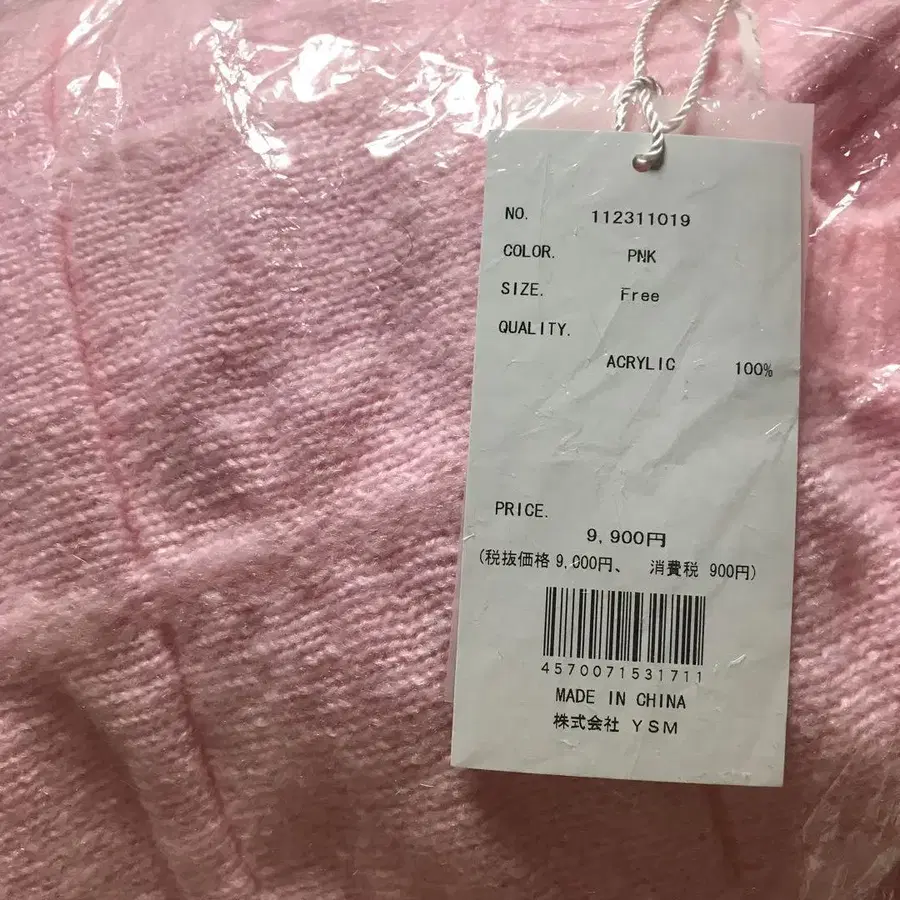 NO. 112311019
COLOR. PNK
SIZE. Free
QUALITY.
ACRYLIC 100%
PRICE.
9,900円
(税抜価格 9,000円、 消費税 900円)
4570071531711
MADE IN CHINA
株式会社 YSM